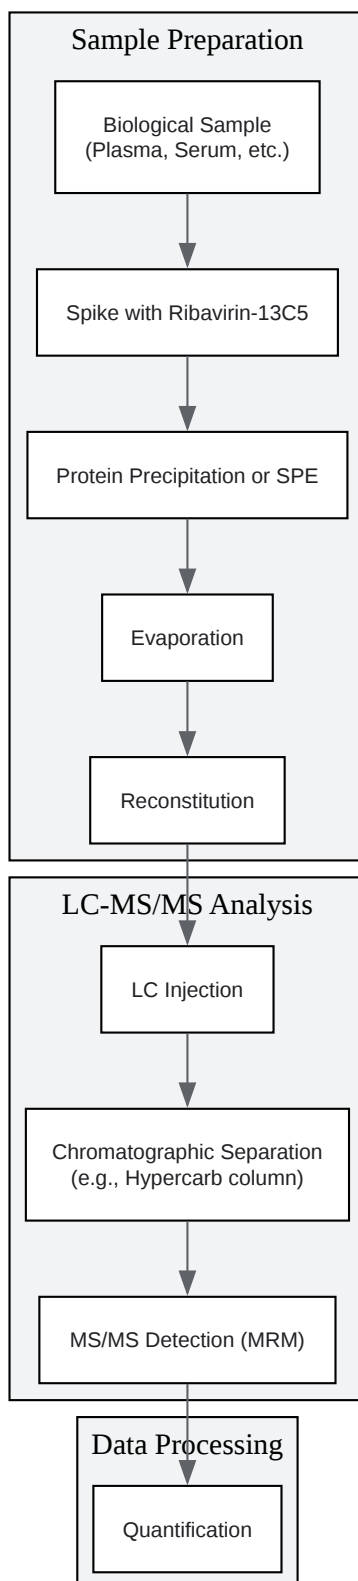 Sample Preparation
Biological Sample
(Plasma, Serum, etc.)
Spike with Ribavirin-13C5
Protein Precipitation or SPE
Evaporation
Reconstitution
LC-MS/MS Analysis
LC Injection
Chromatographic Separation
(e.g., Hypercarb column)
MS/MS Detection (MRM)
Data Processing
Quantification